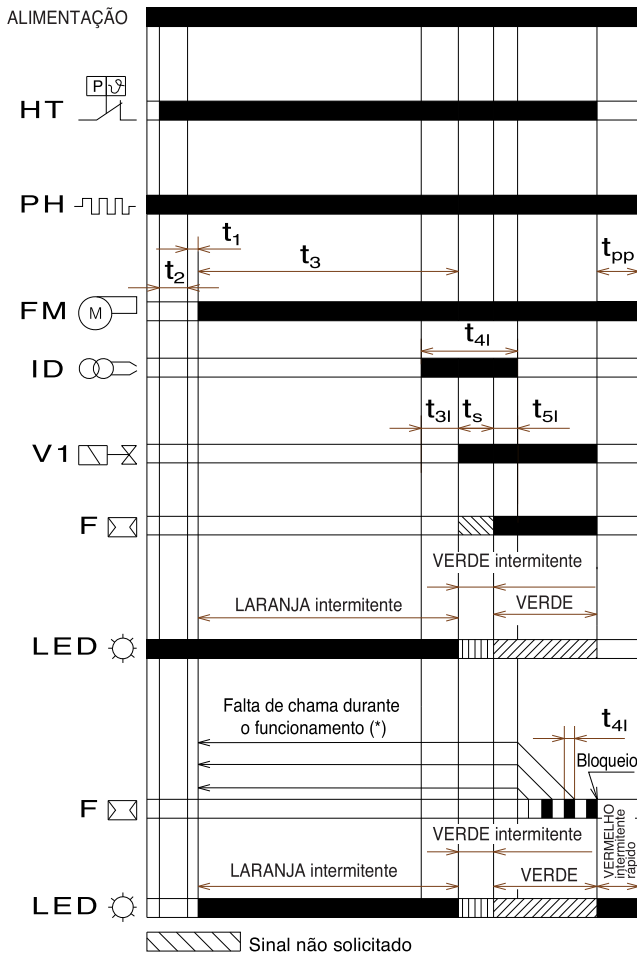 ALIMENTAÇÃO
P ϑ
HT
PH
t1
t3
tpp
t2
FM M
t4l
ID
t3l ts t5l
V1
F
VERDE intermitente
LARANJA intermitente
VERDE
LED
Falta de chama durante
o funcionamento (*)
t4l
Bloqueio
F
VERDE intermitente
LARANJA intermitente
VERDE
VERMELHO
intermitente
rápido
LED
Sinal não solicitado